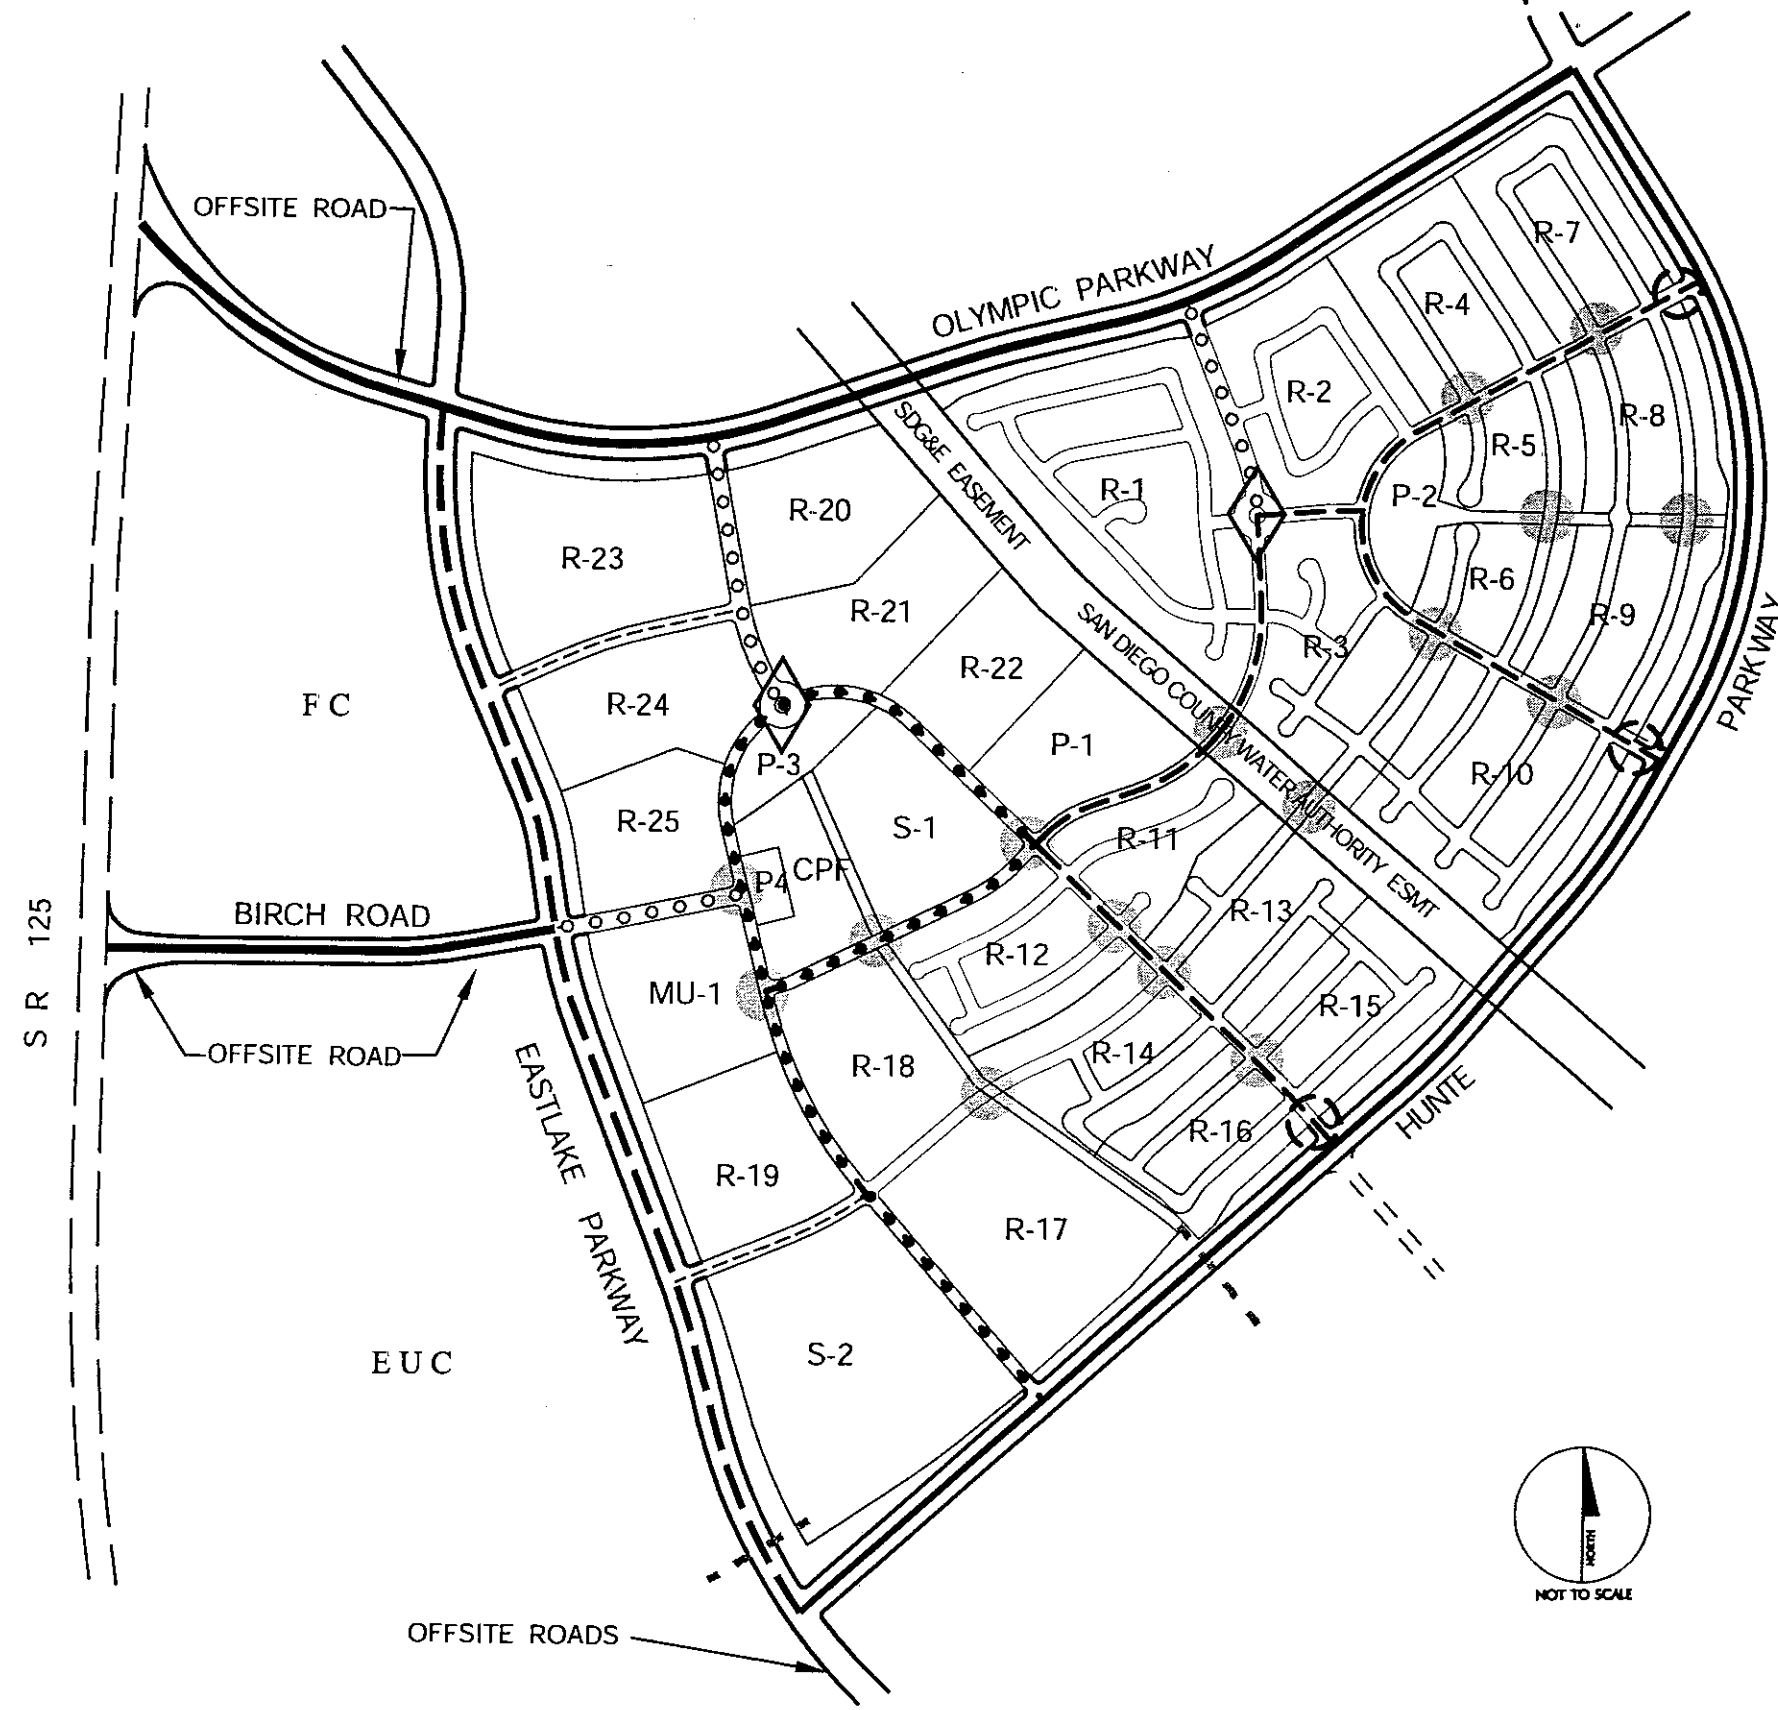 OFFSITE ROAD
OLYMPIC PARKWAY
R-7
R-4
R-2
R-8
R-5
SDG&E EASEMENT
R-1
P-2
R-20
R-23
R-6
R-9
R-21
SAN DIEGO COUNTY WATER AUTHORITY ESMT
R-3
R-22
R-24
FC
P-1
P-3
R-10
HUNTE PARKWAY
R-25
S-1
R-11
P4
CPF
R-13
BIRCH ROAD
SR 125
R-12
MU-1
R-15
OFFSITE ROAD
R-18
R-14
EASTLAKE PARKWAY
R-16
R-19
R-17
S-2
EUC
NORTH
NOT TO SCALE
OFFSITE ROADS